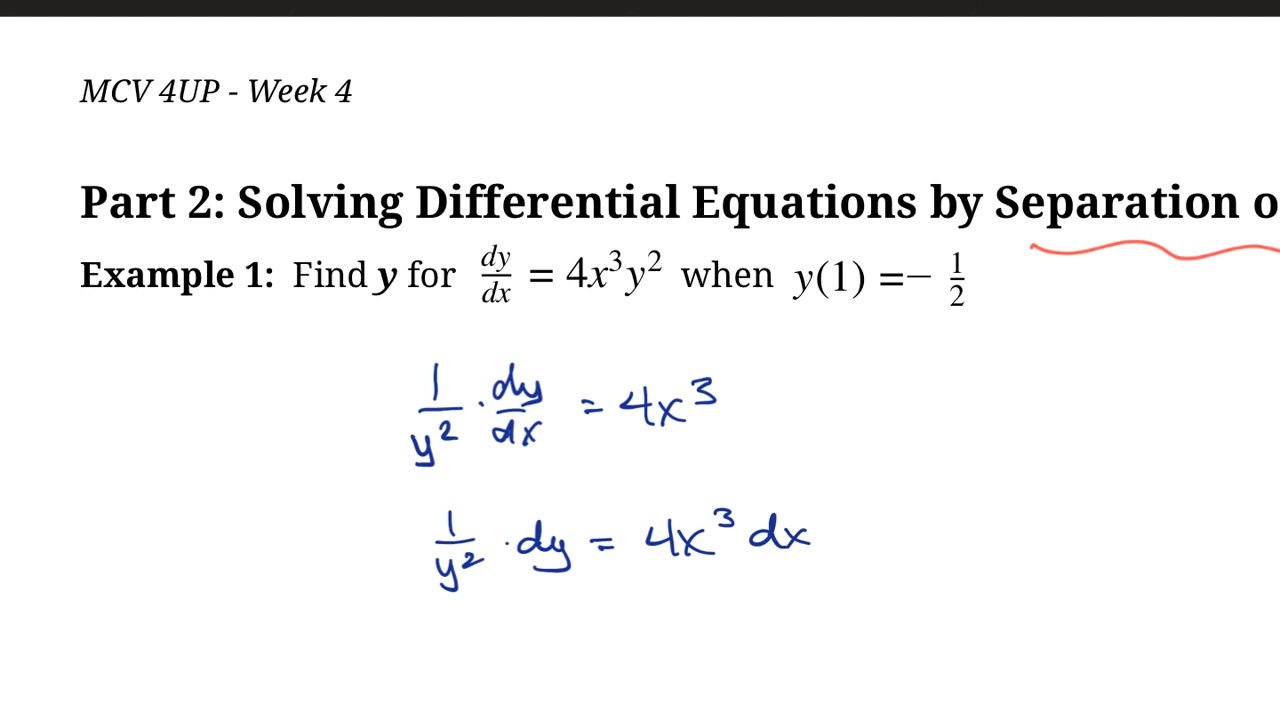 MCV 4UP - Week 4
Part 2: Solving Differential Equations by Separation o
Example 1: Find y for dy/dx = 4x³y² when y(1) =− 1/2
1/y² · dy/dx = 4x³
1/y² · dy = 4x³ dx